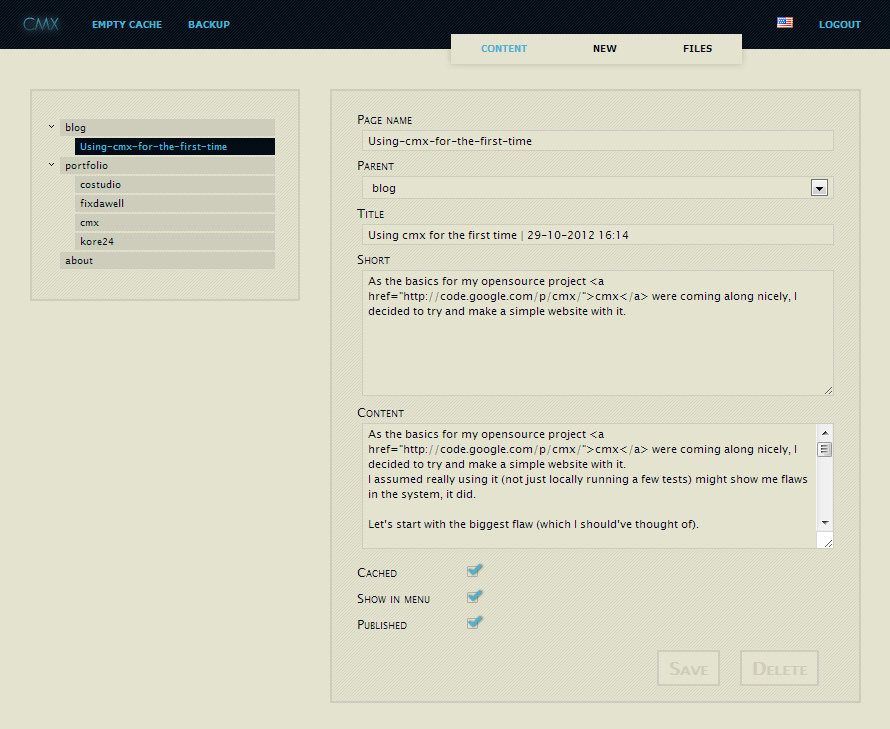 CMX EMPTY CACHE BACKUP LOGOUT
CONTENT NEW FILES
blog
Using-cmx-for-the-first-time
portfolio
costudio
fixdawell
cmx
kore24
about
Page name
Using-cmx-for-the-first-time
Parent
blog
Title
Using cmx for the first time | 29-10-2012 16:14
Short
As the basics for my opensource project <a
href="http://code.google.com/p/cmx/">cmx</a> were coming along nicely, I
decided to try and make a simple website with it.
Content
As the basics for my opensource project <a
href="http://code.google.com/p/cmx/">cmx</a> were coming along nicely, I
decided to try and make a simple website with it.
I assumed really using it (not just locally running a few tests) might show me flaws
in the system, it did.
Let's start with the biggest flaw (which I should've thought of).
Cached
Show in menu
Published
Save Delete